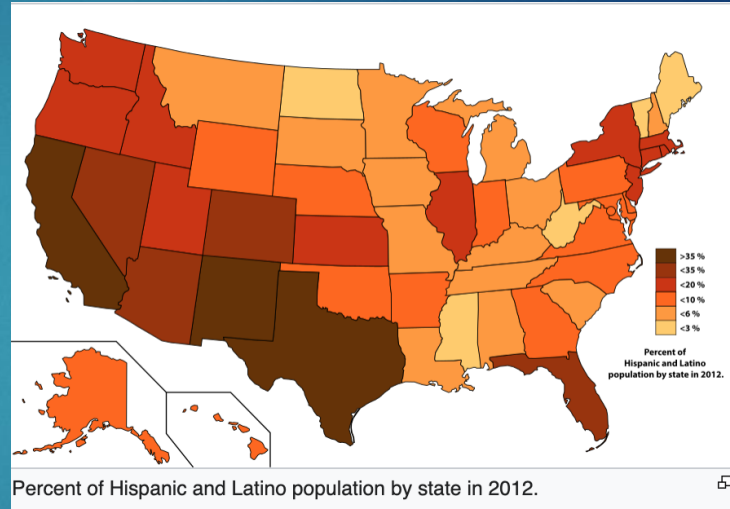 >35 %
<35 %
<20 %
<10 %
<6 %
<3 %
Percent of
Hispanic and Latino
population by state in 2012.
Percent of Hispanic and Latino population by state in 2012.